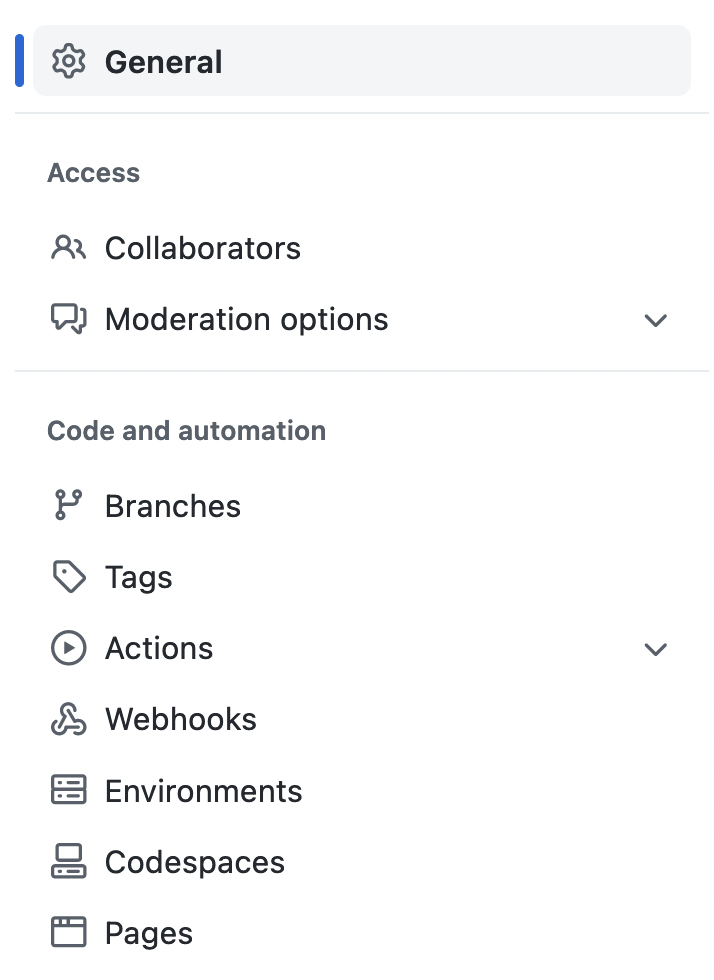 General
Access
Collaborators
Moderation options
Code and automation
Branches
Tags
Actions
Webhooks
Environments
Codespaces
Pages